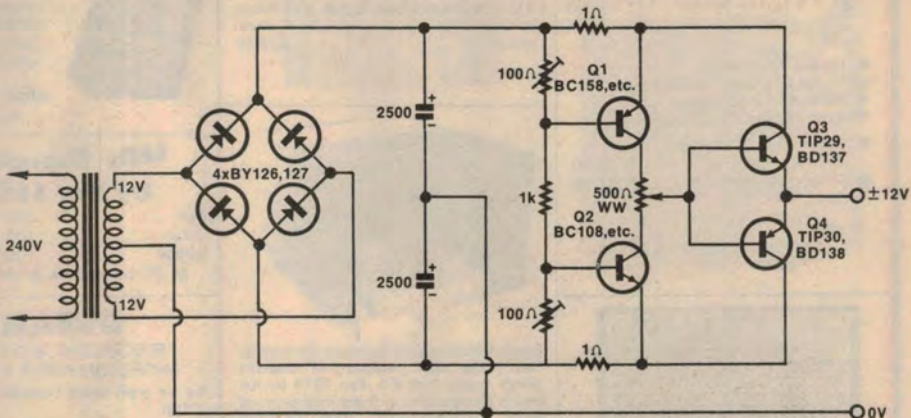 1Ω
100Ω
Q1
BC158,etc.
2500
+
−
Q3
TIP29,
BD137
12V
4xBY126,127
1k
500Ω
WW
±12V
240V
Q2
BC108,etc.
Q4
TIP30,
BD138
12V
2500
+
−
100Ω
1Ω
0V